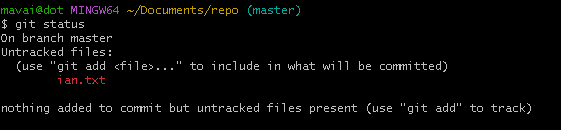 mavai@dot MINGW64 ~/Documents/repo (master)
$ git status
On branch master
Untracked files:
  (use "git add <file>..." to include in what will be committed)
        ian.txt

nothing added to commit but untracked files present (use "git add" to track)